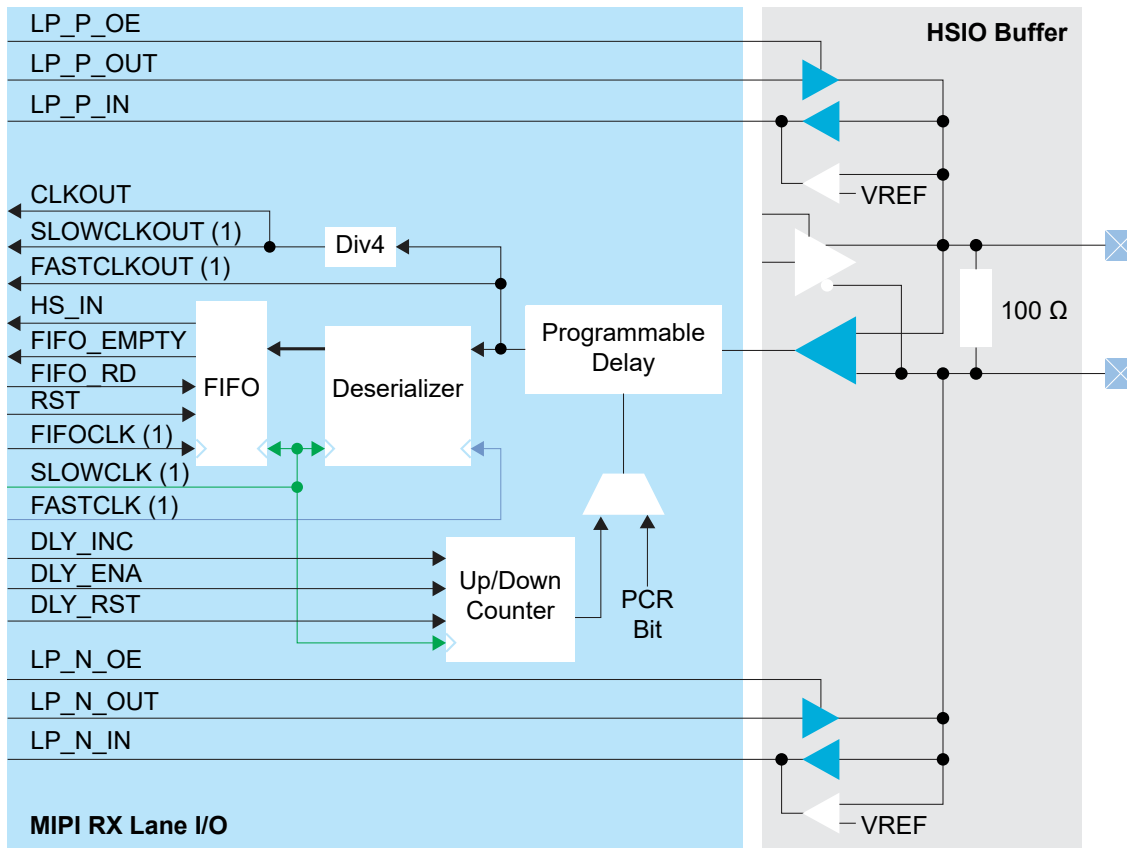 LP_P_OE
HSIO Buffer
LP_P_OUT
LP_P_IN
VREF
CLKOUT
SLOWCLKOUT (1)
Div4
FASTCLKOUT (1)
HS_IN
FIFO_EMPTY
FIFO_RD
RST
FIFOCLK (1)
SLOWCLK (1)
FASTCLK (1)
FIFO
Deserializer
Programmable
Delay
100 Ω
DLY_INC
DLY_ENA
DLY_RST
Up/Down
Counter
PCR
Bit
LP_N_OE
LP_N_OUT
LP_N_IN
VREF
MIPI RX Lane I/O